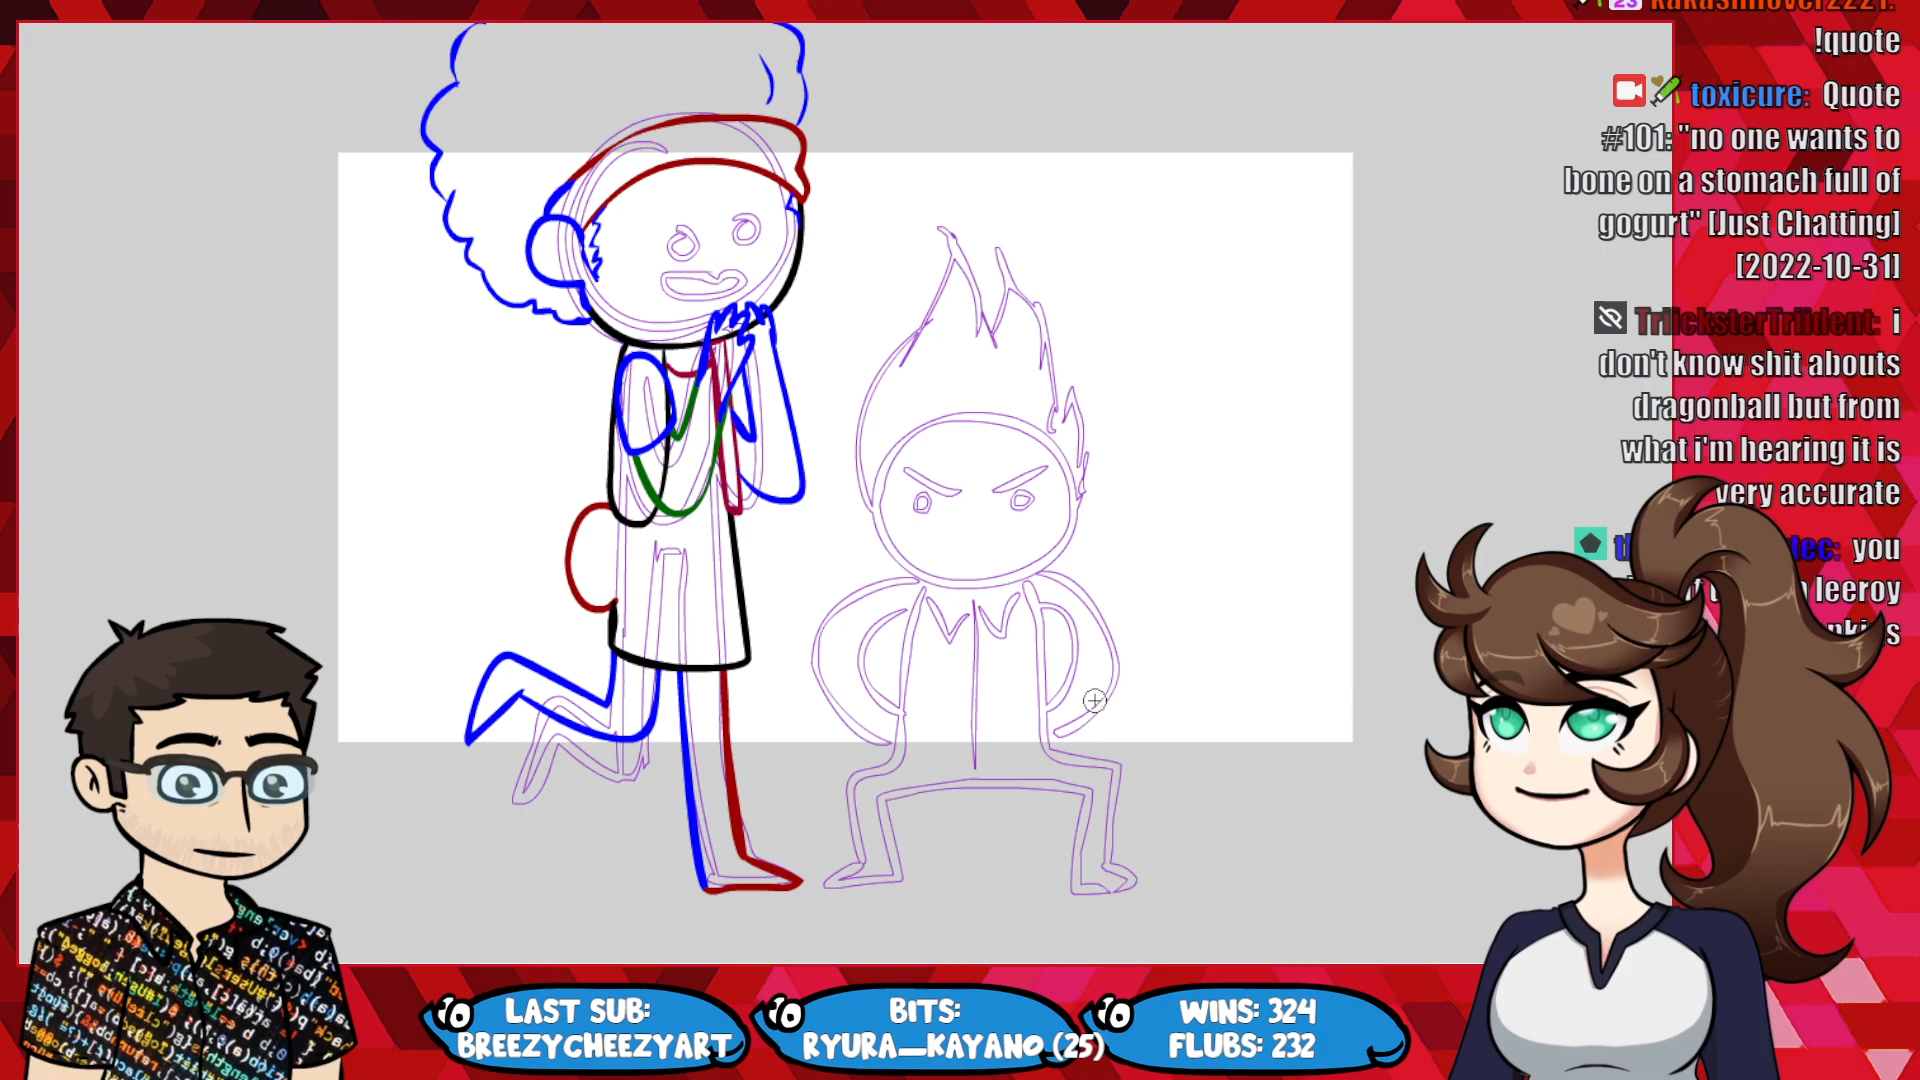 !quote
toxicure: Quote
#101: "no one wants to
bone on a stomach full of
gogurt" [Just Chatting]
[2022-10-31]
TriicksterTriident: i
don't know shit abouts
dragonball but from
what i'm hearing it is
very accurate
you
leeroy
LAST SUB:
BREEZYCHEEZYART
BITS:
RYURA_KAYANO (25)
WINS: 324
FLUBS: 232